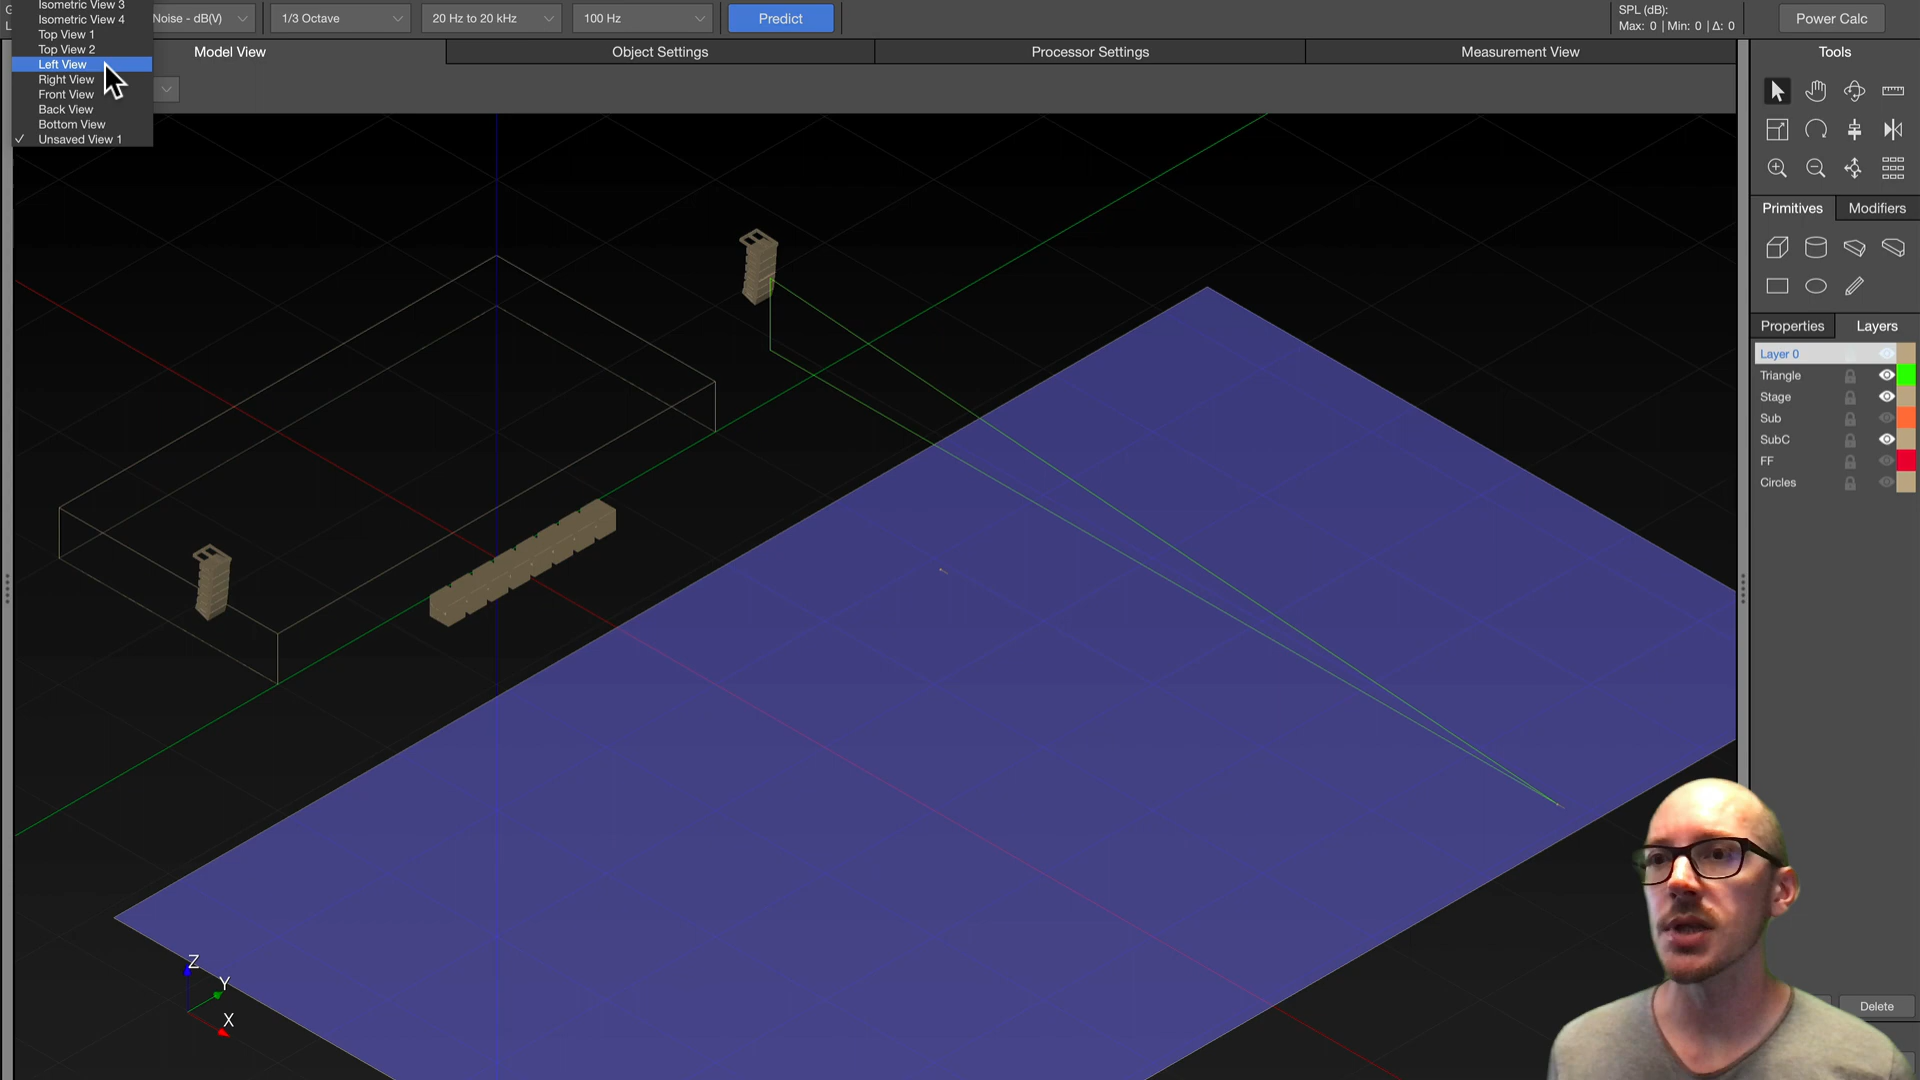 Isometric View 3
Isometric View 4
Top View 1
Top View 2
Left View
Right View
Front View
Back View
Bottom View
✓ Unsaved View 1
Noise - dB(V)
1/3 Octave
20 Hz to 20 kHz
100 Hz
Predict
SPL (dB):
Max: 0 | Min: 0 | Δ: 0
Power Calc
Model View
Object Settings
Processor Settings
Measurement View
Tools
Primitives
Modifiers
Properties
Layers
Layer 0
Triangle
Stage
Sub
SubC
FF
Circles
Z
Y
X
Delete